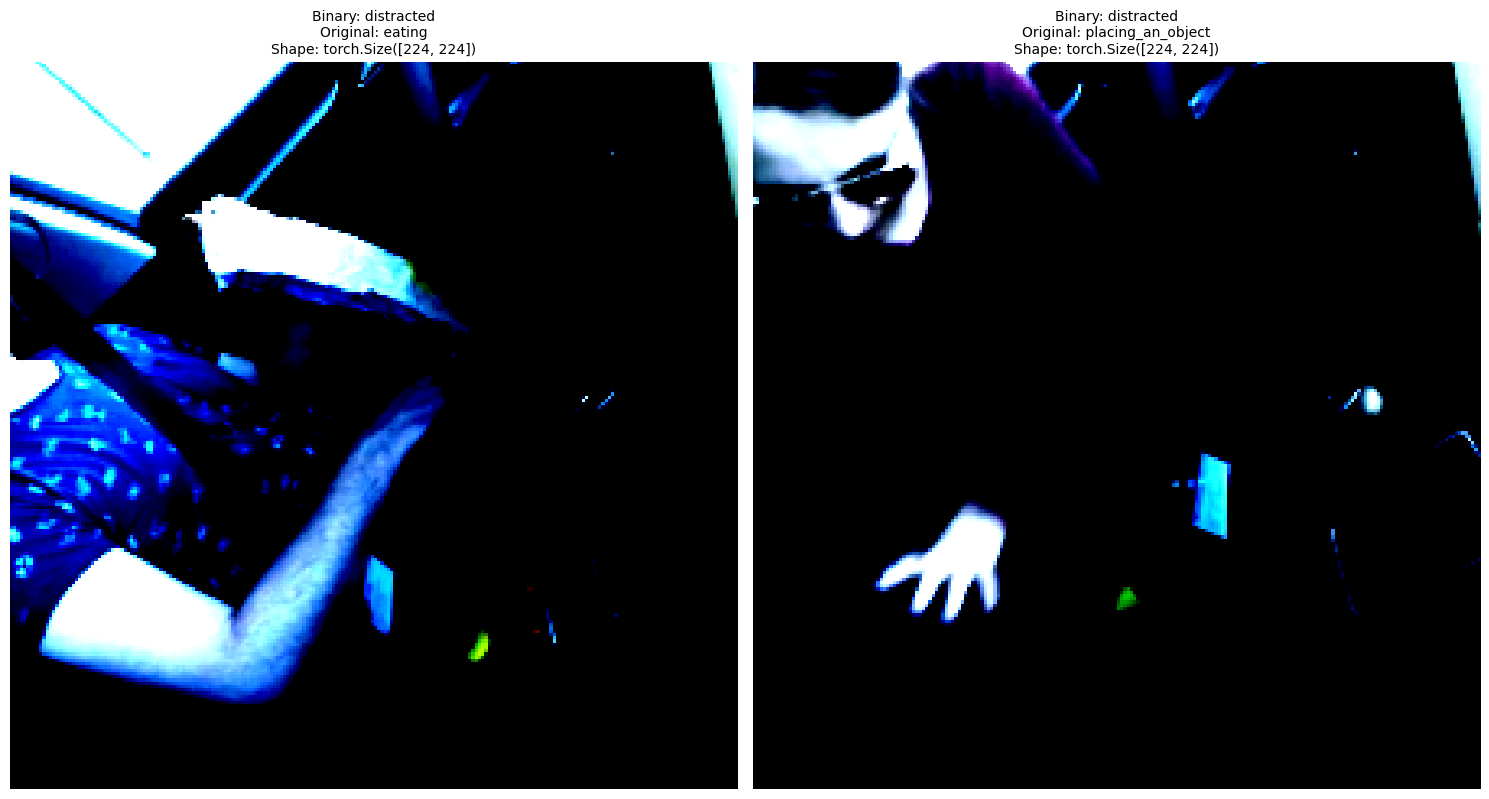 Binary: distracted
Original: eating
Shape: torch.Size([224, 224])
Binary: distracted
Original: placing_an_object
Shape: torch.Size([224, 224])